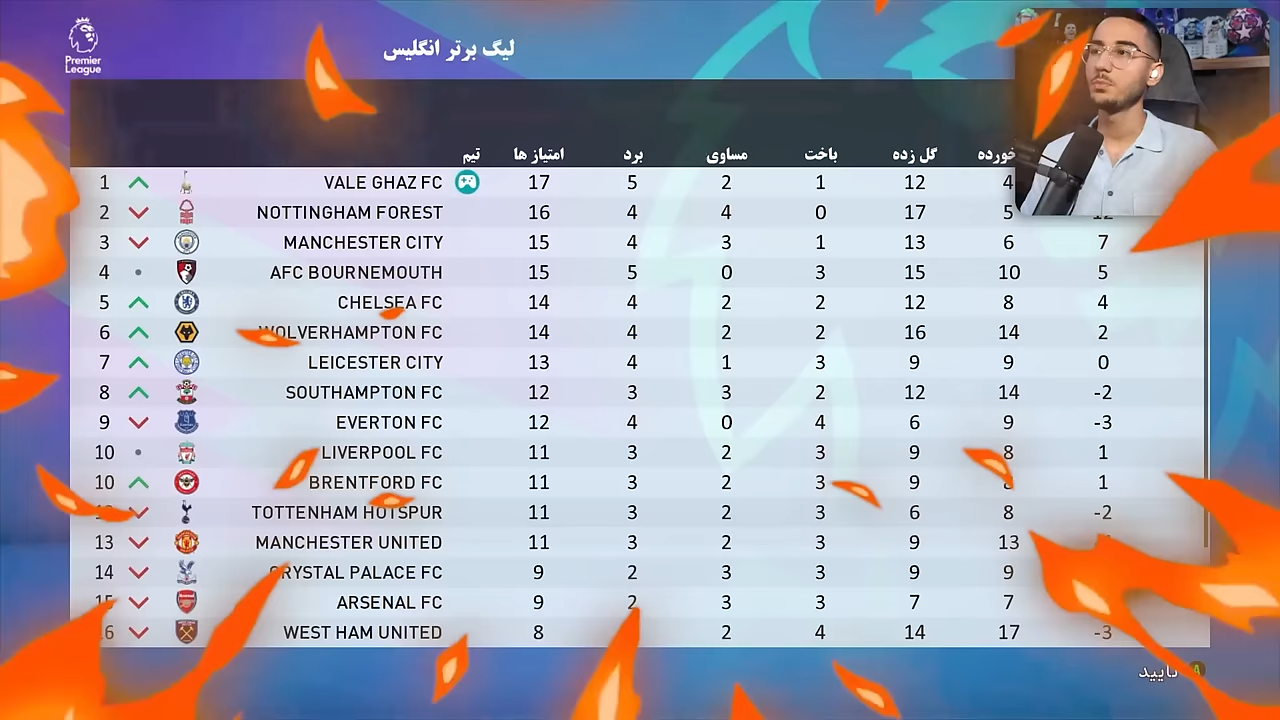 Premier League
لیگ برتر انگلیس
تیم امتیاز ها برد مساوی باخت گل زده خورده
1 VALE GHAZ FC 17 5 2 1 12 4
2 NOTTINGHAM FOREST 16 4 4 0 17 5 12
3 MANCHESTER CITY 15 4 3 1 13 6 7
4 AFC BOURNEMOUTH 15 5 0 3 15 10 5
5 CHELSEA FC 14 4 2 2 12 8 4
6 WOLVERHAMPTON FC 14 4 2 2 16 14 2
7 LEICESTER CITY 13 4 1 3 9 9 0
8 SOUTHAMPTON FC 12 3 3 2 12 14 -2
9 EVERTON FC 12 4 0 4 6 9 -3
10 LIVERPOOL FC 11 3 2 3 9 8 1
10 BRENTFORD FC 11 3 2 3 9 8 1
12 TOTTENHAM HOTSPUR 11 3 2 3 6 8 -2
13 MANCHESTER UNITED 11 3 2 3 9 13
14 CRYSTAL PALACE FC 9 2 3 3 9 9
15 ARSENAL FC 9 2 3 3 7 7
16 WEST HAM UNITED 8 2 4 14 17 -3
تایید A